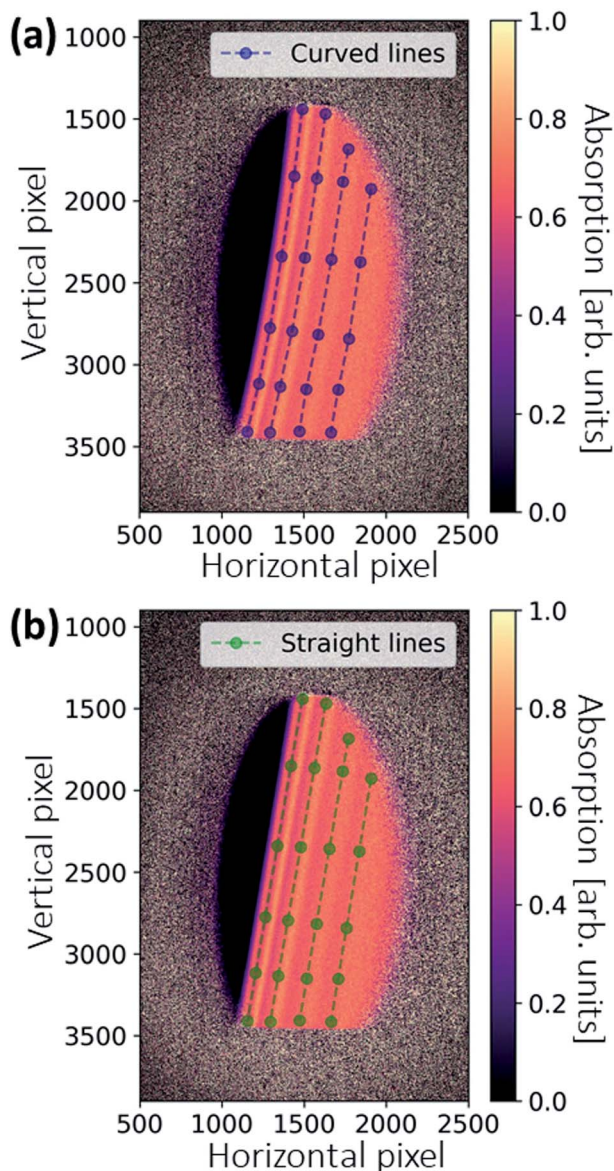 (a)
Curved lines
1000
1500
2000
2500
3000
3500
Vertical pixel
500 1000 1500 2000 2500
Horizontal pixel
1.0
0.8
0.6
0.4
0.2
0.0
Absorption [arb. units]
(b)
Straight lines
1000
1500
2000
2500
3000
3500
Vertical pixel
500 1000 1500 2000 2500
Horizontal pixel
1.0
0.8
0.6
0.4
0.2
0.0
Absorption [arb. units]